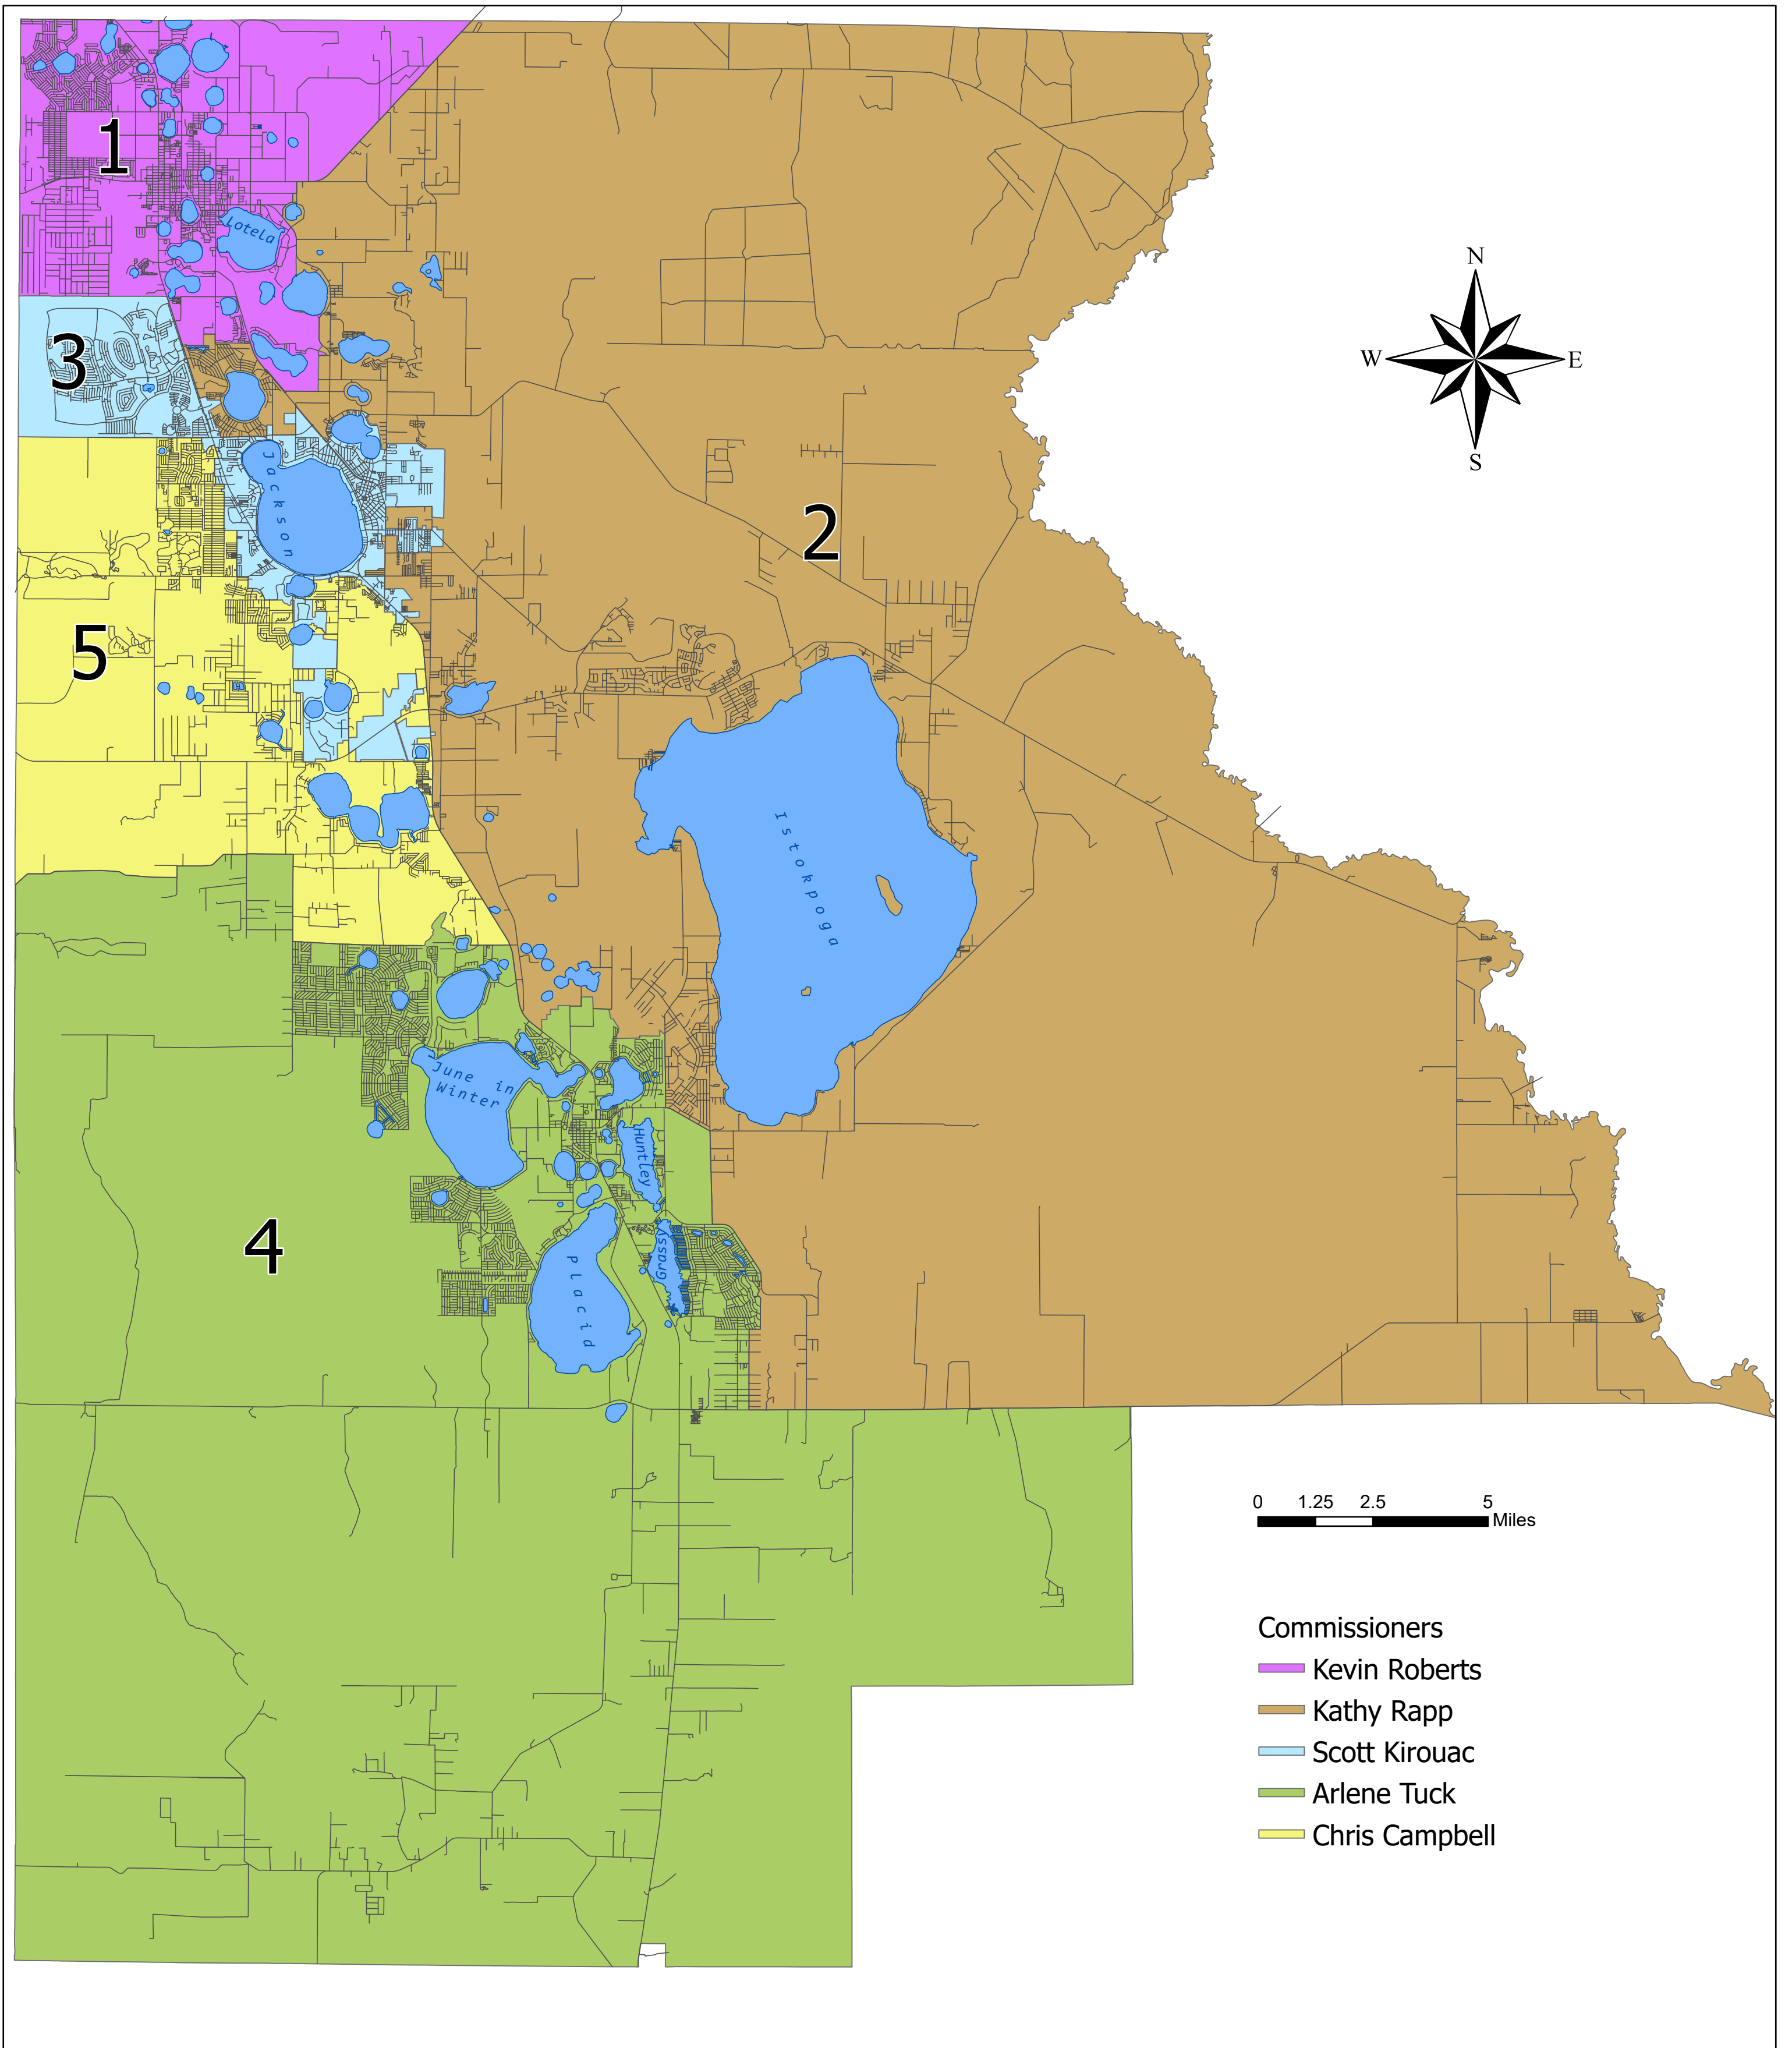 1
Lotela
N
W
E
S
3
Jackson
2
5
Istokpoga
June in
Winter
Huntley
4
Grassy
Placid
0 1.25 2.5 5
Miles
Commissioners
Kevin Roberts
Kathy Rapp
Scott Kirouac
Arlene Tuck
Chris Campbell